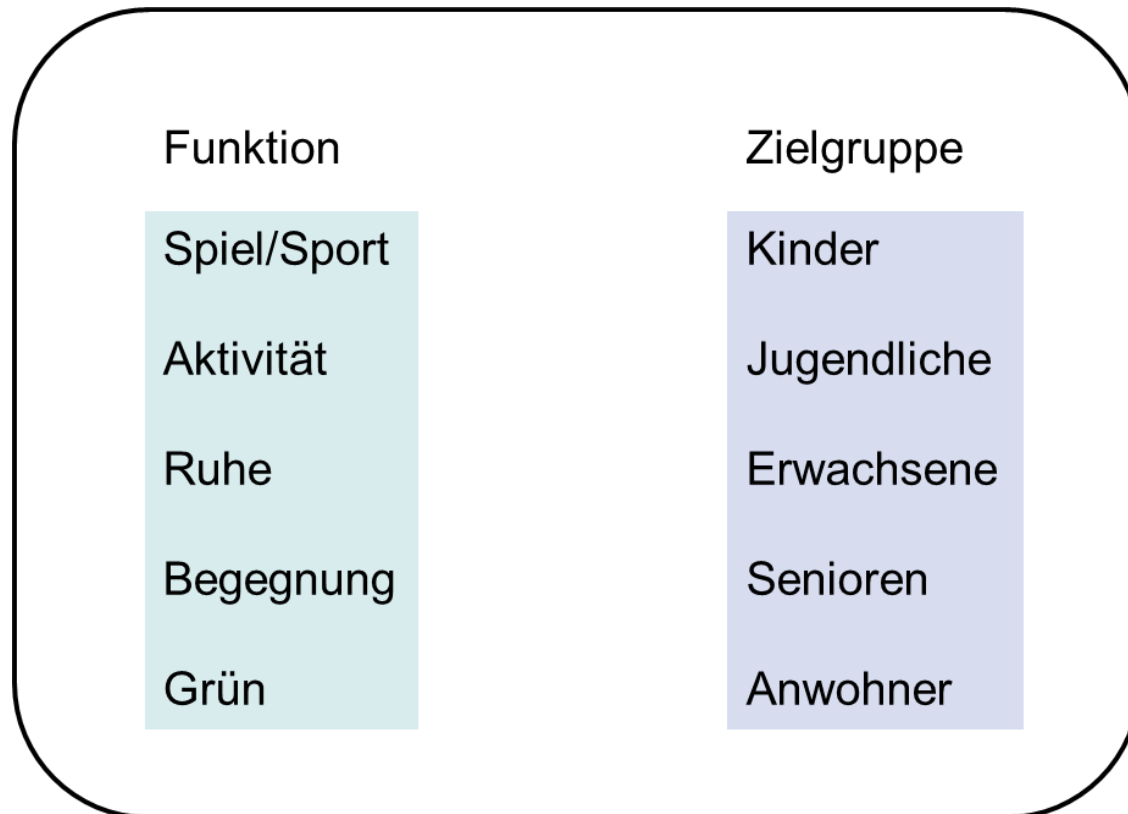 Funktion
Spiel/Sport
Aktivität
Ruhe
Begegnung
Grün
Zielgruppe
Kinder
Jugendliche
Erwachsene
Senioren
Anwohner